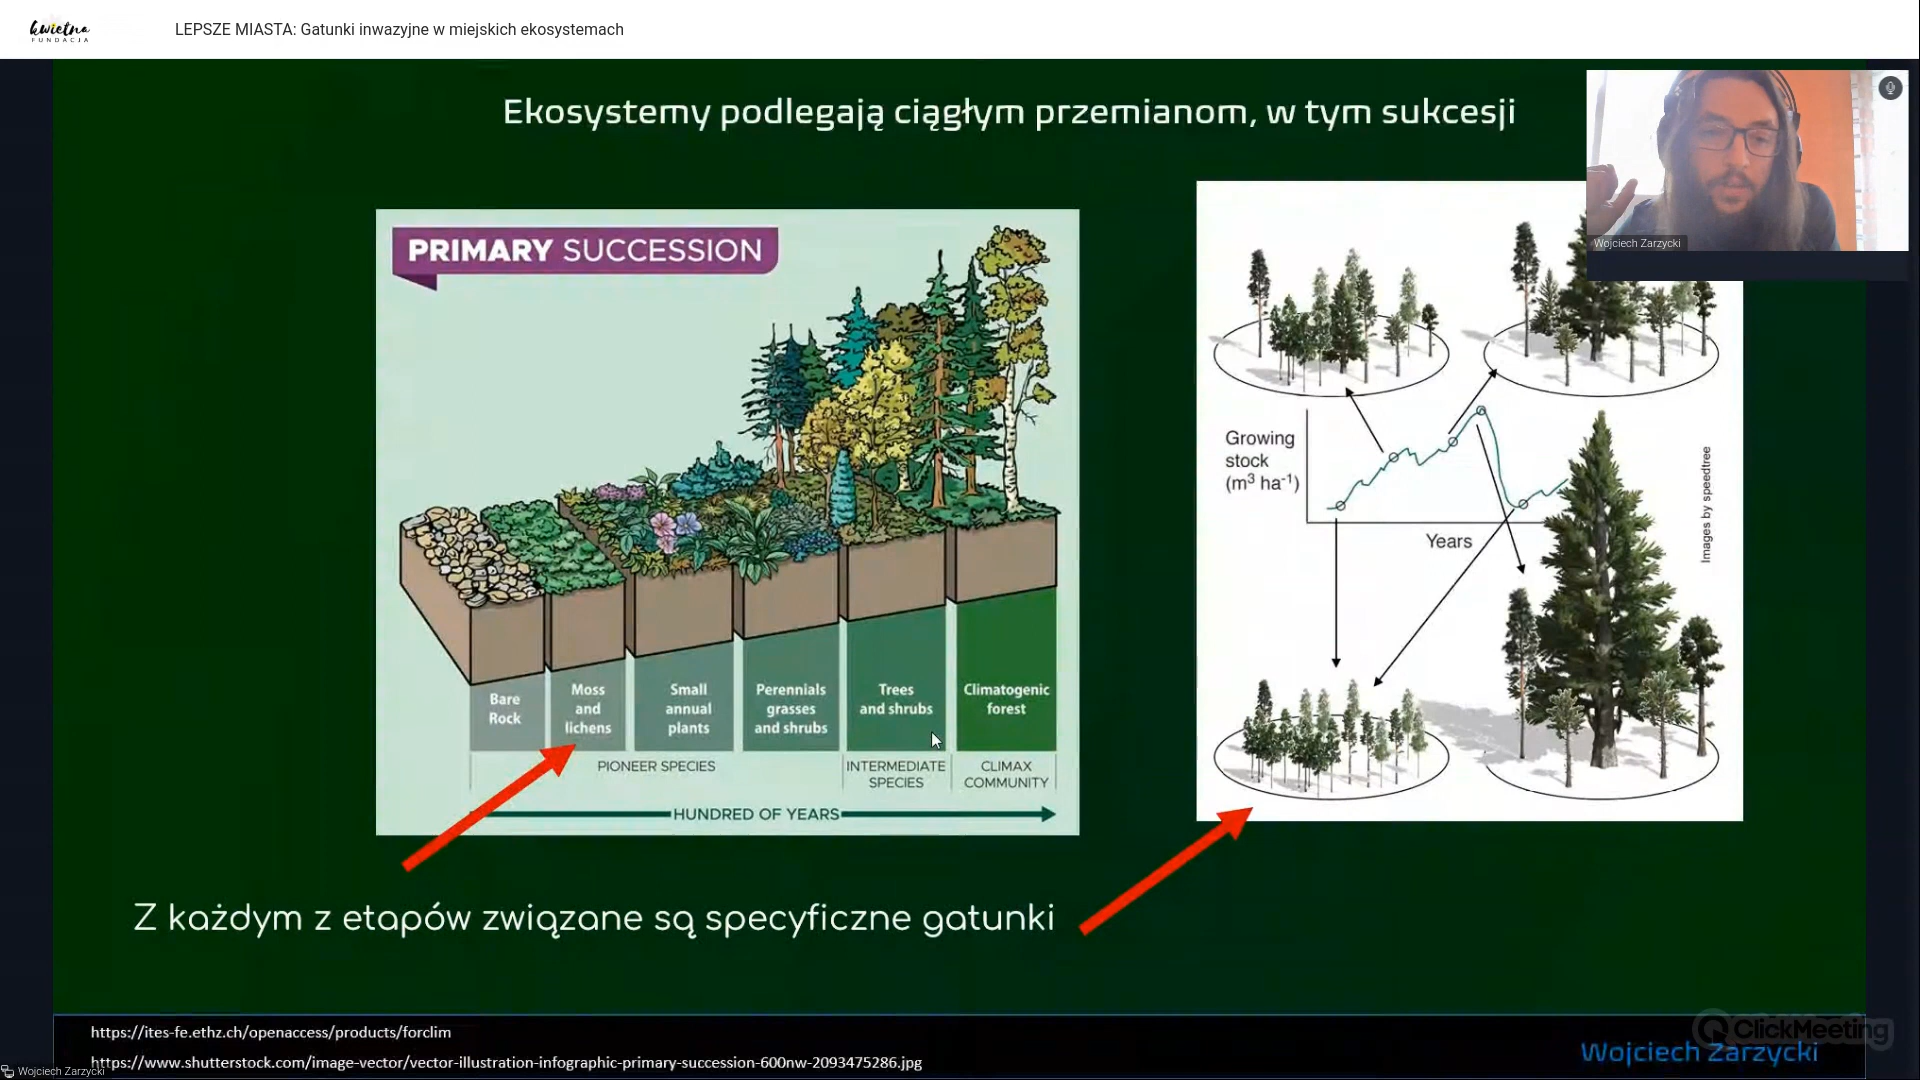 kwietna
FUNDACJA
LEPSZE MIASTA: Gatunki inwazyjne w miejskich ekosystemach
Ekosystemy podlegają ciągłym przemianom, w tym sukcesji
Wojciech Zarzycki
PRIMARY SUCCESSION
Bare
Rock
Moss
and
lichens
Small
annual
plants
Perennials
grasses
and shrubs
Trees
and shrubs
Climatogenic
forest
PIONEER SPECIES
INTERMEDIATE
SPECIES
CLIMAX
COMMUNITY
HUNDRED OF YEARS
Growing
stock
(m³ ha⁻¹)
Years
Images by speedtree
Z każdym z etapów związane są specyficzne gatunki
https://ites-fe.ethz.ch/openaccess/products/forclim
https://www.shutterstock.com/image-vector/vector-illustration-infographic-primary-succession-600nw-2093475286.jpg
ClickMeeting
Wojciech Zarzycki
Wojciech Zarzycki